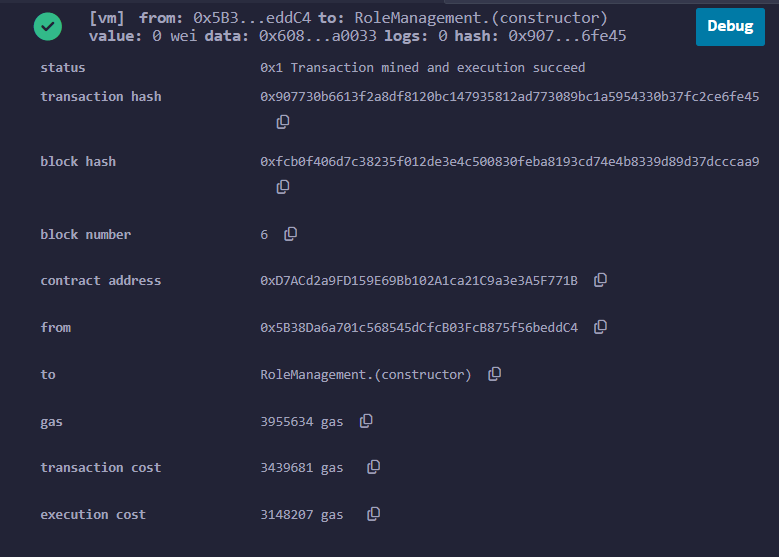 [vm] from: 0x5B3...eddC4 to: RoleManagement.(constructor)
value: 0 wei data: 0x608...a0033 logs: 0 hash: 0x907...6fe45
Debug
status 0x1 Transaction mined and execution succeed
transaction hash 0x907730b6613f2a8df8120bc147935812ad773089bc1a5954330b37fc2ce6fe45
block hash 0xfcb0f406d7c38235f012de3e4c500830feba8193cd74e4b8339d89d37dcccaa9
block number 6
contract address 0xD7ACd2a9FD159E69Bb102A1ca21C9a3e3A5F771B
from 0x5B38Da6a701c568545dCfcB03FcB875f56beddC4
to RoleManagement.(constructor)
gas 3955634 gas
transaction cost 3439681 gas
execution cost 3148207 gas